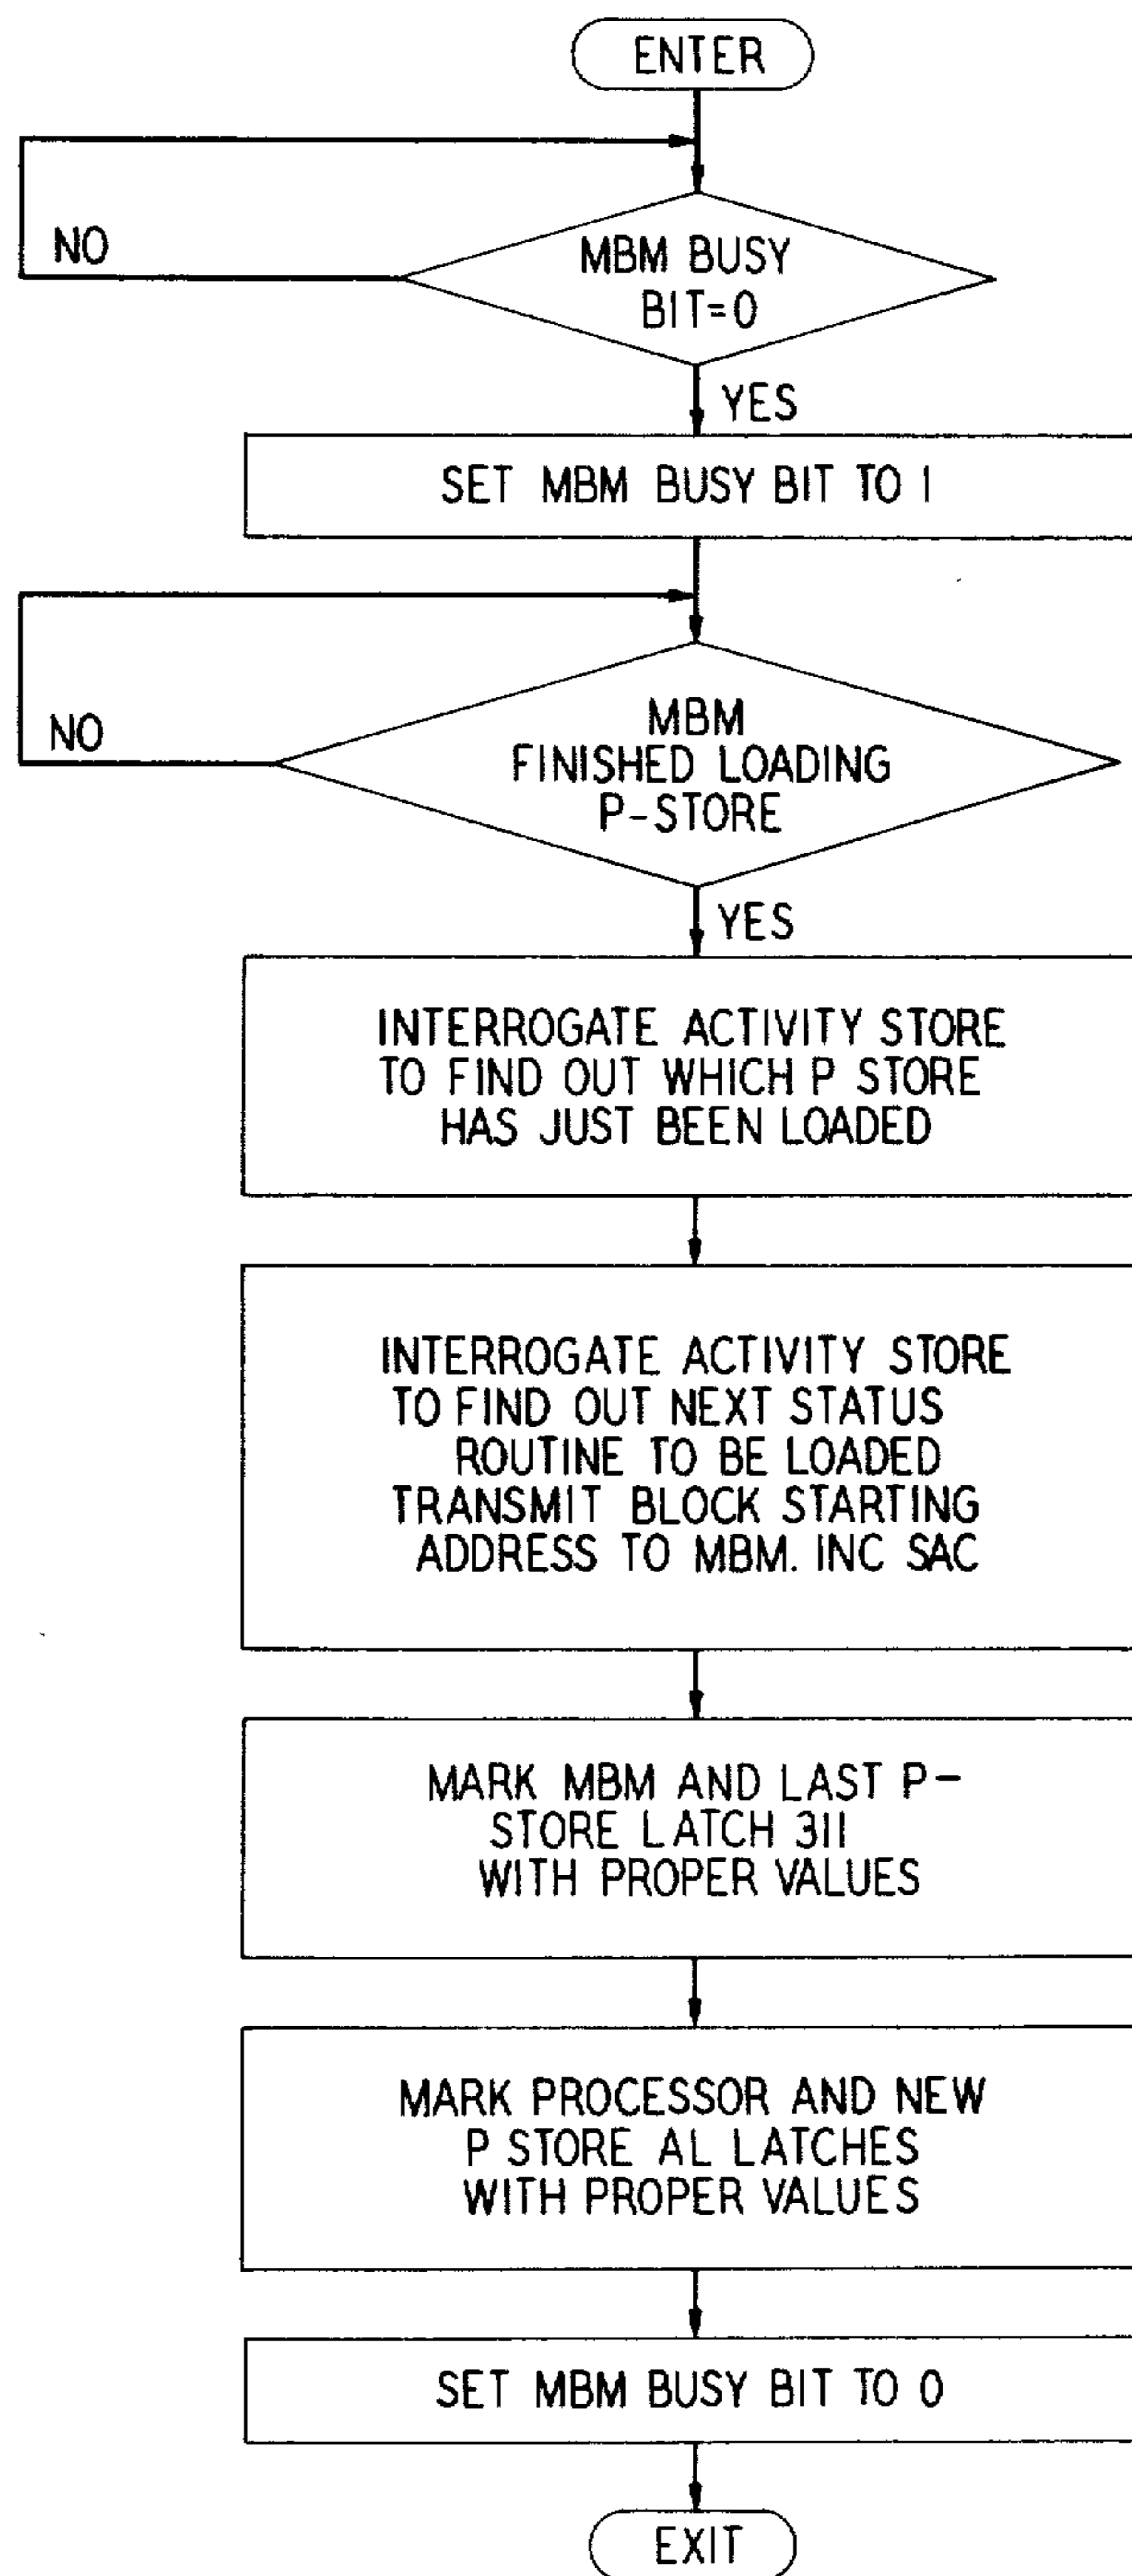 ENTER
NO
MBM BUSY
BIT=0
YES
SET MBM BUSY BIT TO 1
NO
MBM
FINISHED LOADING
P-STORE
YES
INTERROGATE ACTIVITY STORE
TO FIND OUT WHICH P STORE
HAS JUST BEEN LOADED
INTERROGATE ACTIVITY STORE
TO FIND OUT NEXT STATUS
ROUTINE TO BE LOADED
TRANSMIT BLOCK STARTING
ADDRESS TO MBM. INC SAC
MARK MBM AND LAST P-
STORE LATCH 311
WITH PROPER VALUES
MARK PROCESSOR AND NEW
P STORE AL LATCHES
WITH PROPER VALUES
SET MBM BUSY BIT TO 0
EXIT